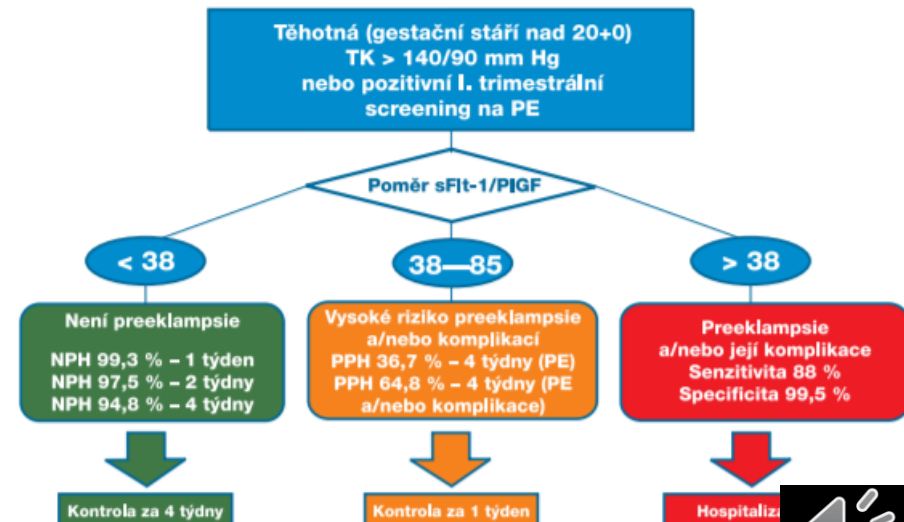 Těhotná (gestační stáří nad 20+0)
TK > 140/90 mm Hg
nebo pozitivní I. trimestrální
screening na PE
Poměr sFlt-1/PlGF
< 38
38—85
> 38
Není preeklampsie
NPH 99,3 % – 1 týden
NPH 97,5 % – 2 týdny
NPH 94,8 % – 4 týdny
Vysoké riziko preeklampsie
a/nebo komplikací
PPH 36,7 % – 4 týdny (PE)
PPH 64,8 % – 4 týdny (PE
a/nebo komplikace)
Preeklampsie
a/nebo její komplikace
Senzitivita 88 %
Specificita 99,5 %
Kontrola za 4 týdny
Kontrola za 1 týden